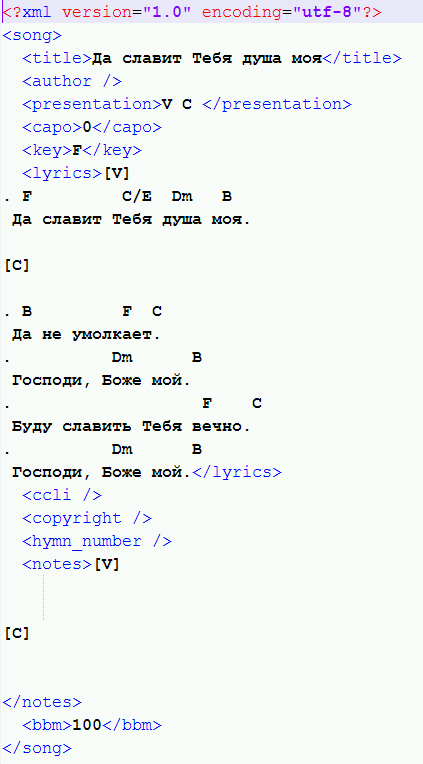 <?xml version="1.0" encoding="utf-8"?>
<song>
  <title>Да славит Тебя душа моя</title>
  <author />
  <presentation>V C </presentation>
  <capo>0</capo>
  <key>F</key>
  <lyrics>[V]
. F         C/E  Dm   B
 Да славит Тебя душа моя.

[C]

. B         F  C
 Да не умолкает.
.          Dm      B
 Господи, Боже мой.
.                   F    C
 Буду славить Тебя вечно.
.          Dm      B
 Господи, Боже мой.</lyrics>
  <ccli />
  <copyright />
  <hymn_number />
  <notes>[V]


[C]


</notes>
  <bbm>100</bbm>
</song>